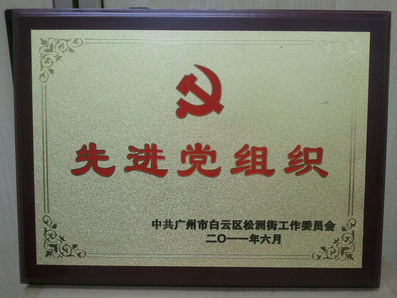 先进党组织
中共广州市白云区松洲街工作委员会
二〇一一年六月